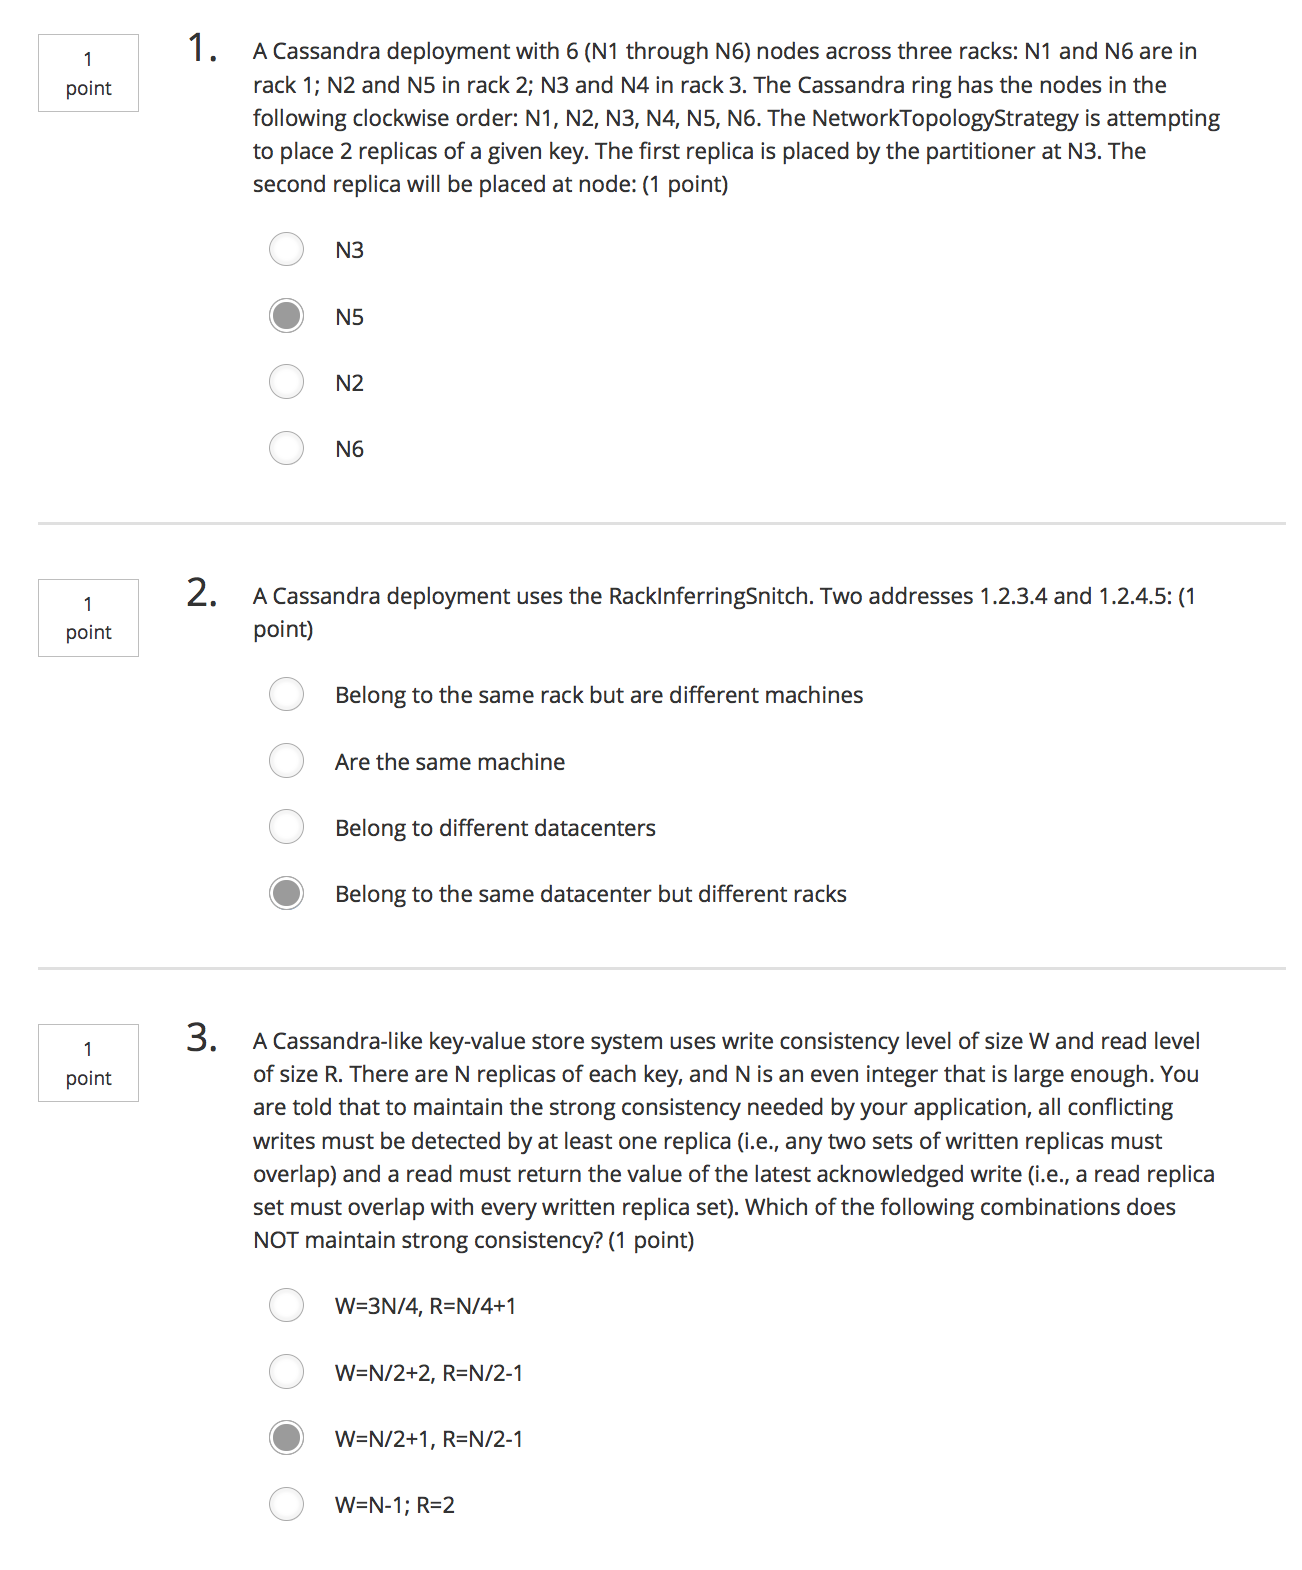 1
point
1.
A Cassandra deployment with 6 (N1 through N6) nodes across three racks: N1 and N6 are in
rack 1; N2 and N5 in rack 2; N3 and N4 in rack 3. The Cassandra ring has the nodes in the
following clockwise order: N1, N2, N3, N4, N5, N6. The NetworkTopologyStrategy is attempting
to place 2 replicas of a given key. The first replica is placed by the partitioner at N3. The
second replica will be placed at node: (1 point)
N3
N5
N2
N6
1
point
2.
A Cassandra deployment uses the RackInferringSnitch. Two addresses 1.2.3.4 and 1.2.4.5: (1
point)
Belong to the same rack but are different machines
Are the same machine
Belong to different datacenters
Belong to the same datacenter but different racks
1
point
3.
A Cassandra-like key-value store system uses write consistency level of size W and read level
of size R. There are N replicas of each key, and N is an even integer that is large enough. You
are told that to maintain the strong consistency needed by your application, all conflicting
writes must be detected by at least one replica (i.e., any two sets of written replicas must
overlap) and a read must return the value of the latest acknowledged write (i.e., a read replica
set must overlap with every written replica set). Which of the following combinations does
NOT maintain strong consistency? (1 point)
W=3N/4, R=N/4+1
W=N/2+2, R=N/2-1
W=N/2+1, R=N/2-1
W=N-1; R=2